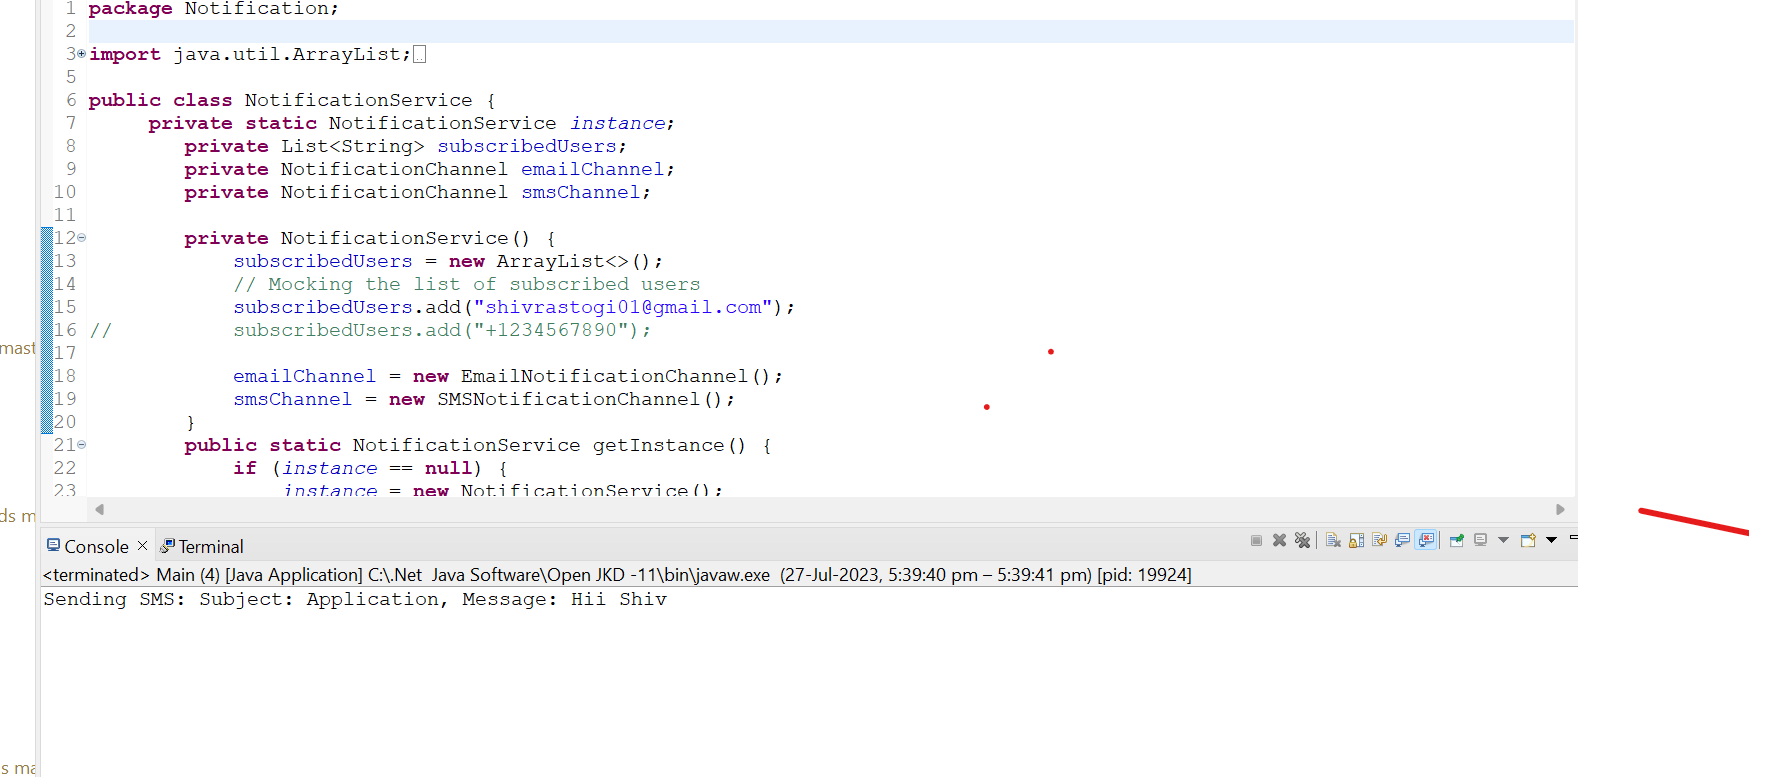 1 package Notification;
2
3 import java.util.ArrayList;
5
6 public class NotificationService {
7 private static NotificationService instance;
8 private List<String> subscribedUsers;
9 private NotificationChannel emailChannel;
10 private NotificationChannel smsChannel;
11
12 private NotificationService() {
13 subscribedUsers = new ArrayList<>();
14 // Mocking the list of subscribed users
15 subscribedUsers.add("shivrastogi01@gmail.com");
16 // subscribedUsers.add("+1234567890");
mast
17
18 emailChannel = new EmailNotificationChannel();
19 smsChannel = new SMSNotificationChannel();
20 }
21 public static NotificationService getInstance() {
22 if (instance == null) {
23 instance = new NotificationService();
ds m
Console Terminal
<terminated> Main (4) [Java Application] C:\.Net Java Software\Open JKD -11\bin\javaw.exe (27-Jul-2023, 5:39:40 pm – 5:39:41 pm) [pid: 19924]
Sending SMS: Subject: Application, Message: Hii Shiv
s ma